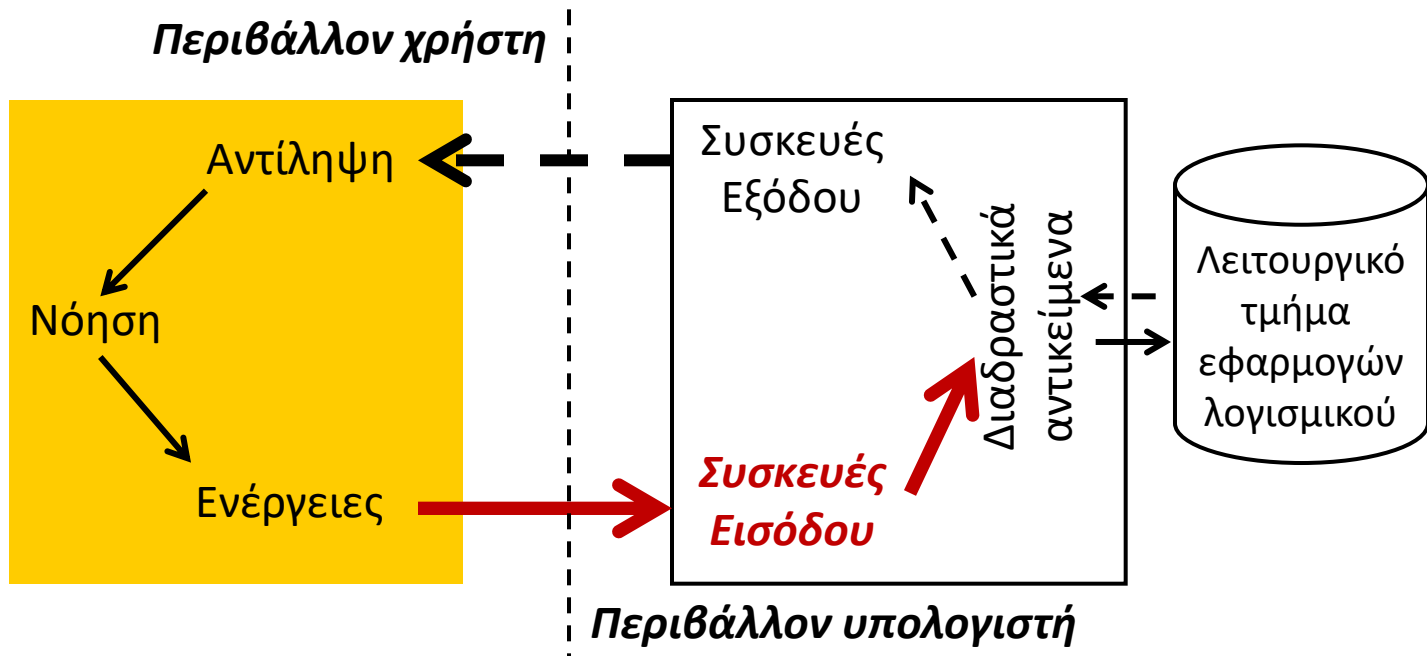 Περιβάλλον χρήστη
Αντίληψη
Νόηση
Ενέργειες
Συσκευές
Εξόδου
Διαδραστικά
αντικείμενα
Συσκευές
Εισόδου
Λειτουργικό
τμήμα
εφαρμογών
λογισμικού
Περιβάλλον υπολογιστή